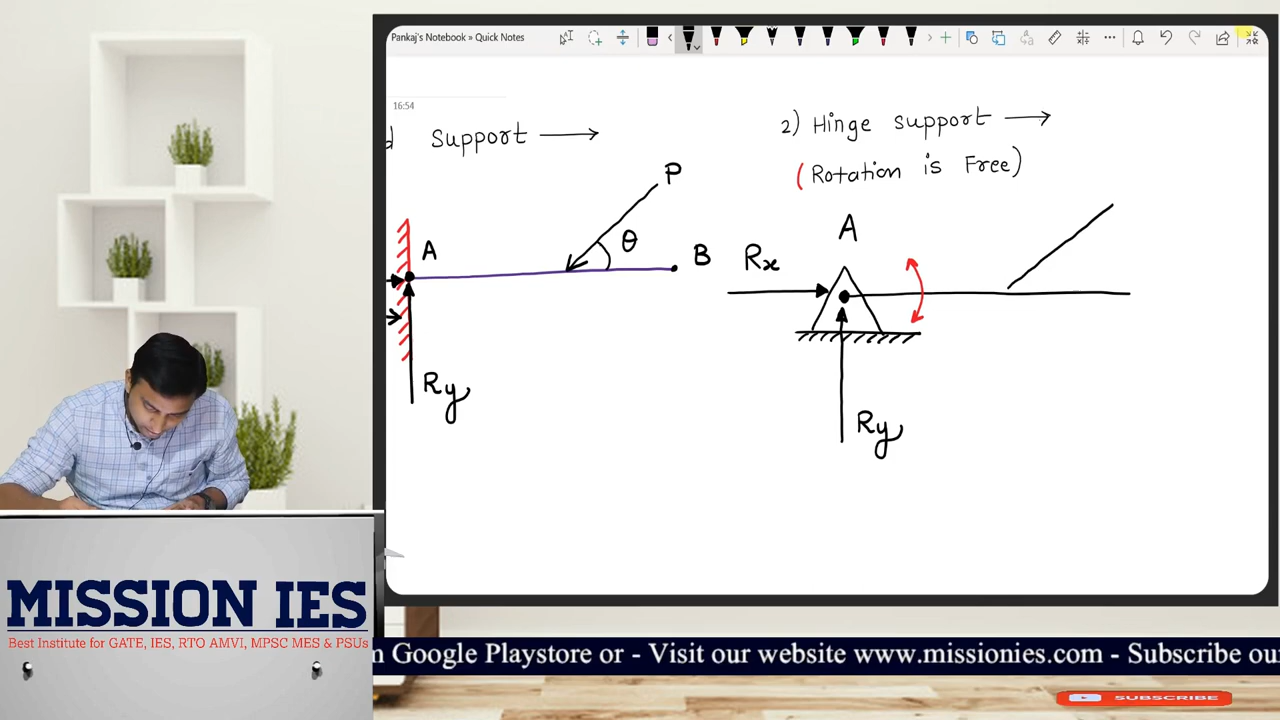 Pankaj's Notebook » Quick Notes
16:54
d Support →
P
θ
A
B
Ry
2) Hinge support →
(Rotation is Free)
A
Rx
Ry
MISSION IES
Best Institute for GATE, IES, RTO AMVI, MPSC MES & PSUs
m Google Playstore or - Visit our website www.missionies.com - Subscribe ou
SUBSCRIBE